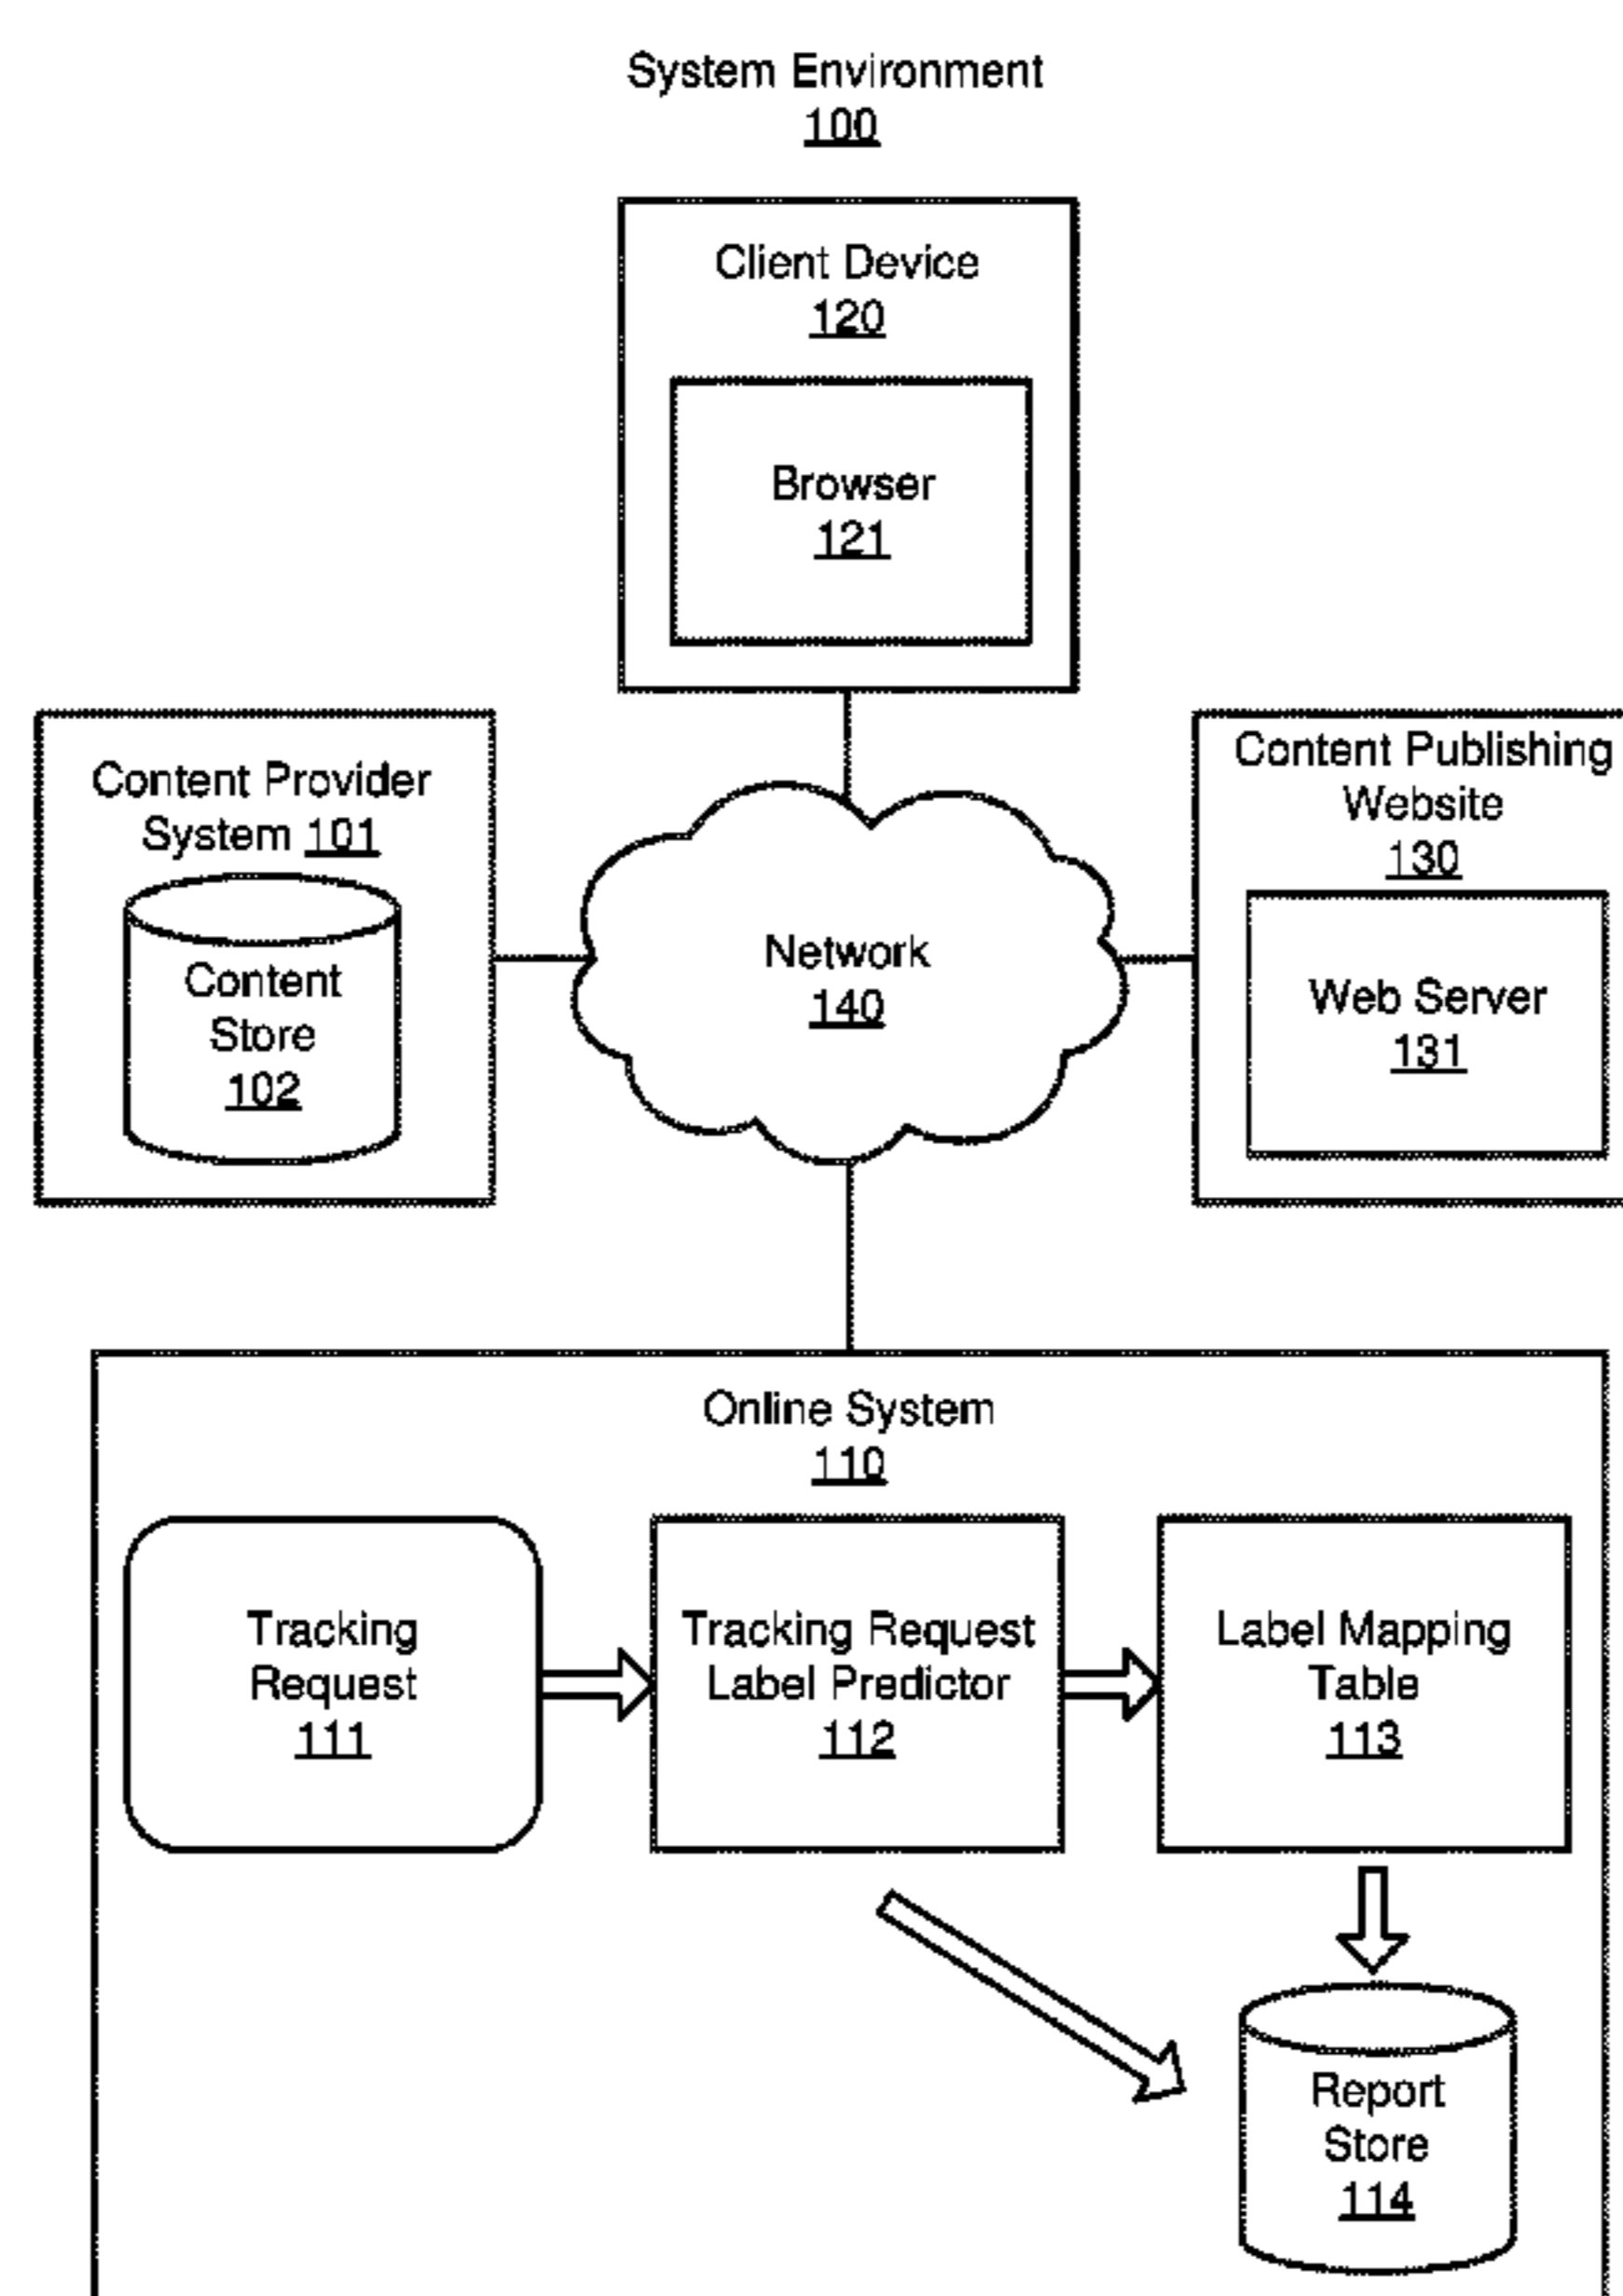 System Environment
100
Client Device
120
Browser
121
Content Provider
System 101
Content
Store
102
Network
140
Content Publishing
Website
130
Web Server
131
Online System
110
Tracking
Request
111
Tracking Request
Label Predictor
112
Label Mapping
Table
113
Report
Store
114